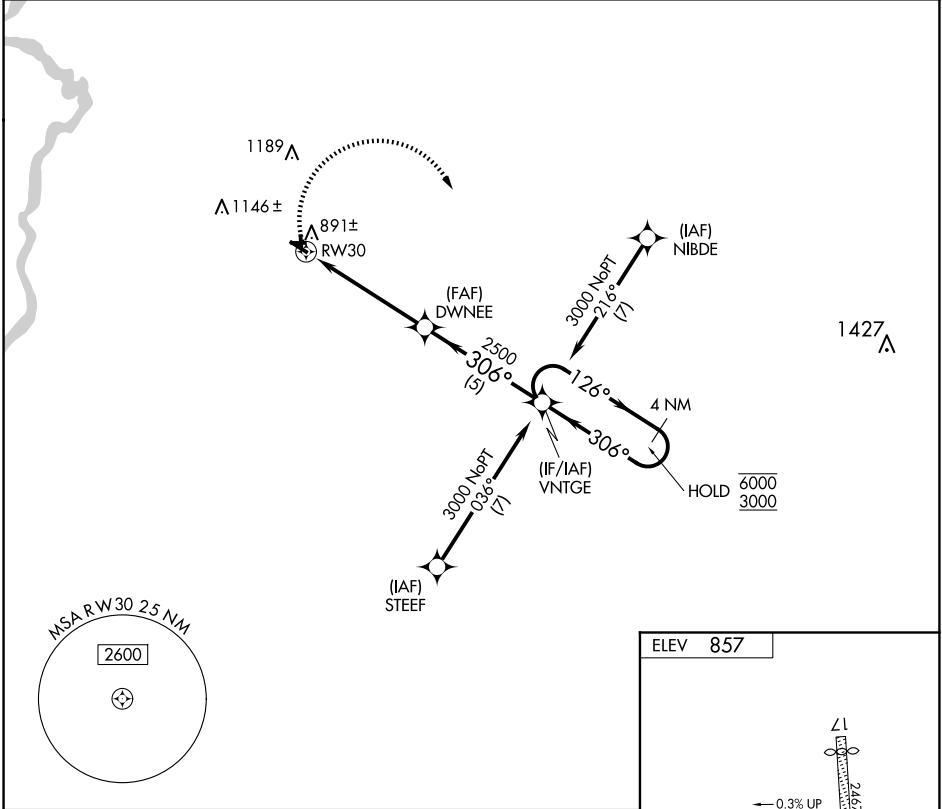 1189
1146±
891±
RW30
(IAF)
NIBDE
3000 NoPT
216°
(7)
(FAF)
DWNEE
1427
2500
306°
(5)
126°
4 NM
306°
(IF/IAF)
VNTGE
HOLD 6000
3000
3000 NoPT
036°
(7)
(IAF)
STEEF
MSA RW30 25 NM
2600
ELEV 857
17
0.3% UP